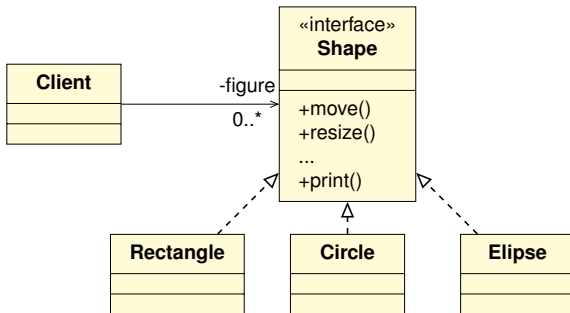 «interface»
Shape
Client
-figure
0..*
+move()
+resize()
...
+print()
Rectangle
Circle
Elipse